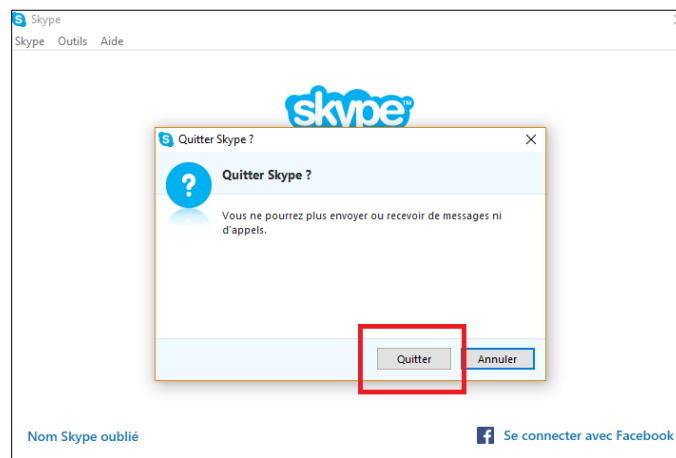 Skype
Skype Outils Aide
skype™
Quitter Skype ?
Quitter Skype ?
Vous ne pourrez plus envoyer ou recevoir de messages ni
d'appels.
Quitter Annuler
Nom Skype oublié
Se connecter avec Facebook